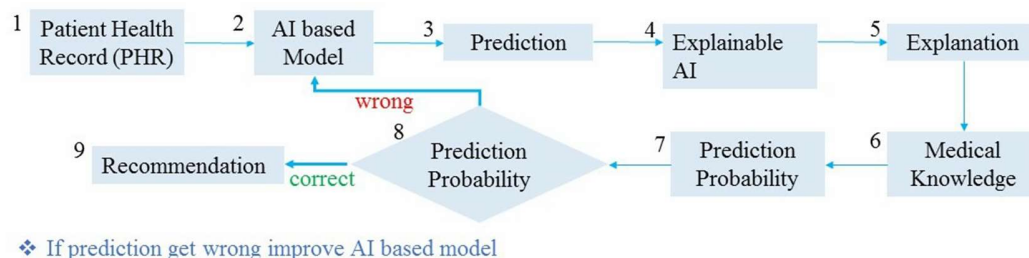 1 Patient Health
Record (PHR)
2 AI based
Model
3 Prediction
4 Explainable
AI
5 Explanation
wrong
9 Recommendation
correct
8 Prediction
Probability
7 Prediction
Probability
6 Medical
Knowledge
❖ If prediction get wrong improve AI based model